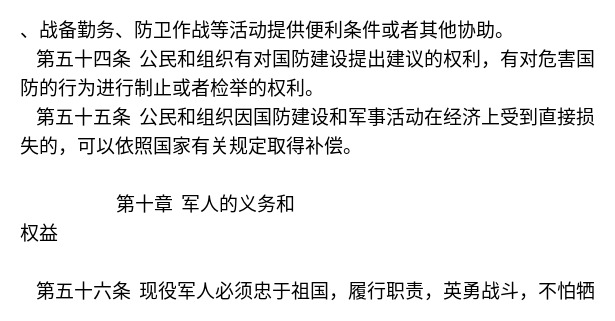 、战备勤务、防卫作战等活动提供便利条件或者其他协助。
第五十四条 公民和组织有对国防建设提出建议的权利，有对危害国
防的行为进行制止或者检举的权利。
第五十五条 公民和组织因国防建设和军事活动在经济上受到直接损
失的，可以依照国家有关规定取得补偿。
第十章 军人的义务和
权益
第五十六条 现役军人必须忠于祖国，履行职责，英勇战斗，不怕牺